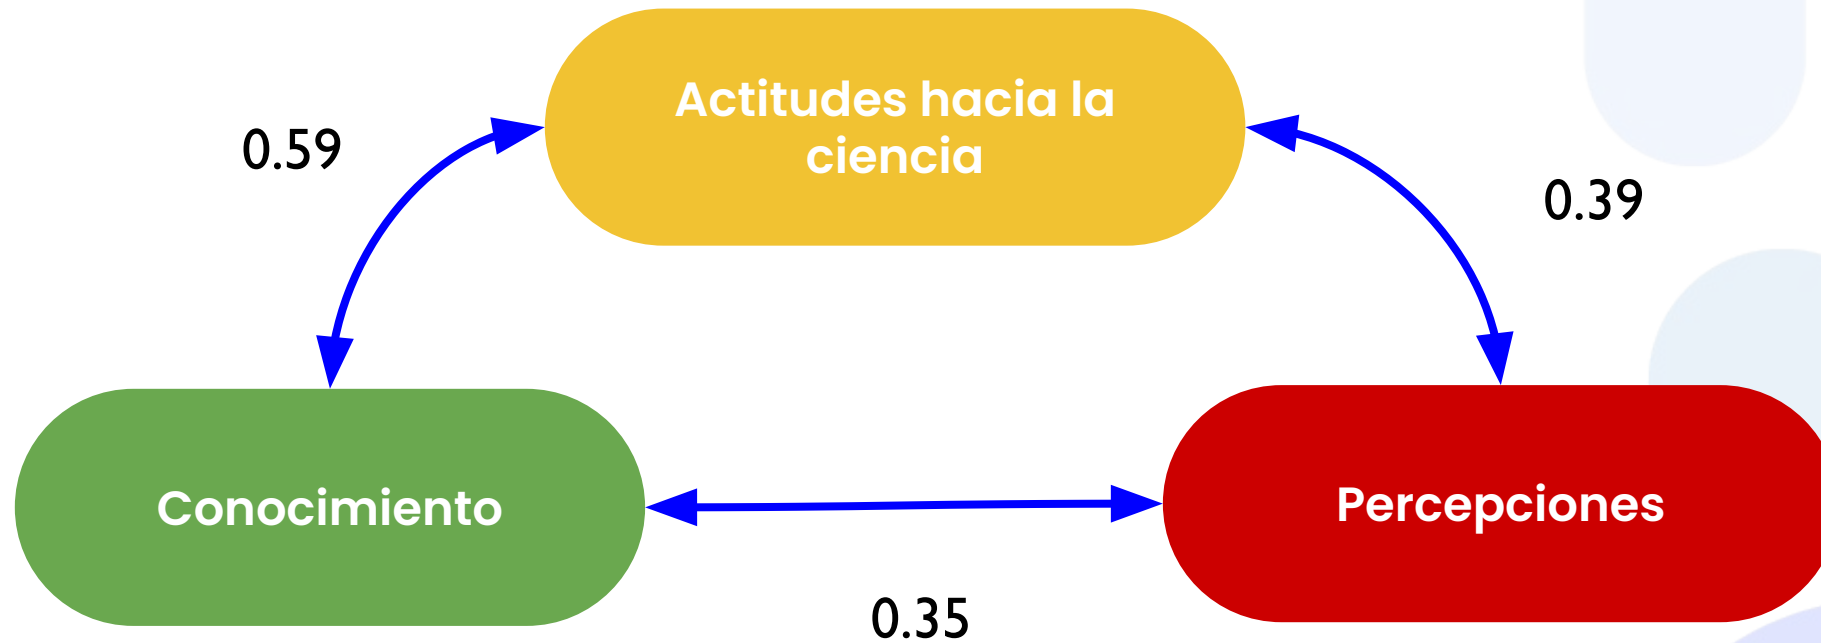 Actitudes hacia la
ciencia
0.59
0.39
Conocimiento
Percepciones
0.35